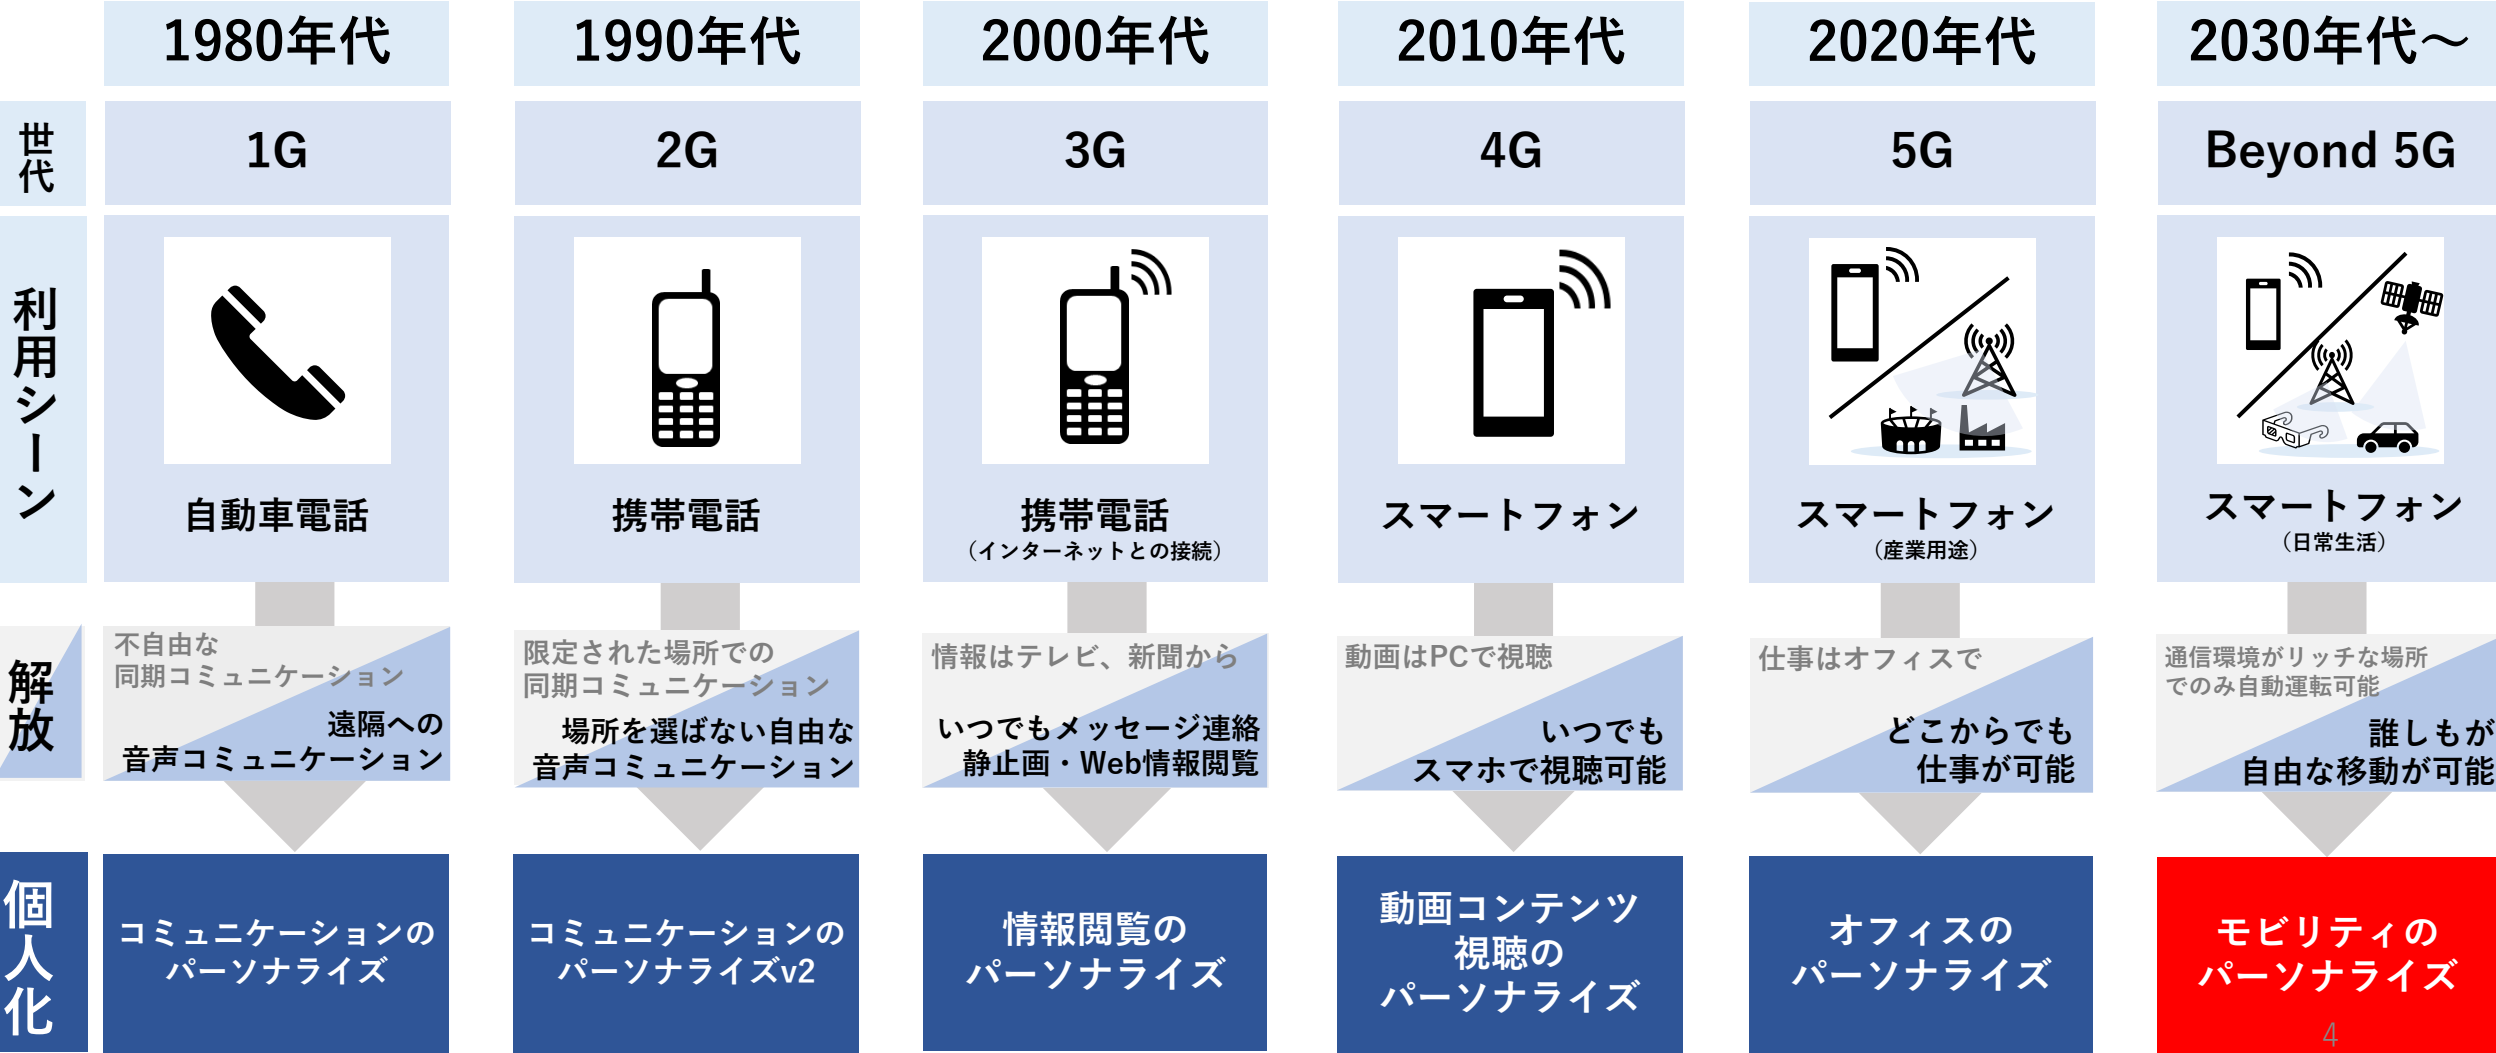 1980年代
1990年代
2000年代
2010年代
2020年代
2030年代～
世代
1G
2G
3G
4G
5G
Beyond 5G
利用シーン
自動車電話
携帯電話
携帯電話
（インターネットとの接続）
スマートフォン
スマートフォン
（産業用途）
スマートフォン
（日常生活）
解放
不自由な
同期コミュニケーション
遠隔への
音声コミュニケーション
限定された場所での
同期コミュニケーション
場所を選ばない自由な
音声コミュニケーション
情報はテレビ、新聞から
いつでもメッセージ連絡
静止画・Web情報閲覧
動画はPCで視聴
いつでも
スマホで視聴可能
仕事はオフィスで
どこからでも
仕事が可能
通信環境がリッチな場所
でのみ自動運転可能
誰しもが
自由な移動が可能
個人化
コミュニケーションの
パーソナライズ
コミュニケーションの
パーソナライズv2
情報閲覧の
パーソナライズ
動画コンテンツ
視聴の
パーソナライズ
オフィスの
パーソナライズ
モビリティの
パーソナライズ
4